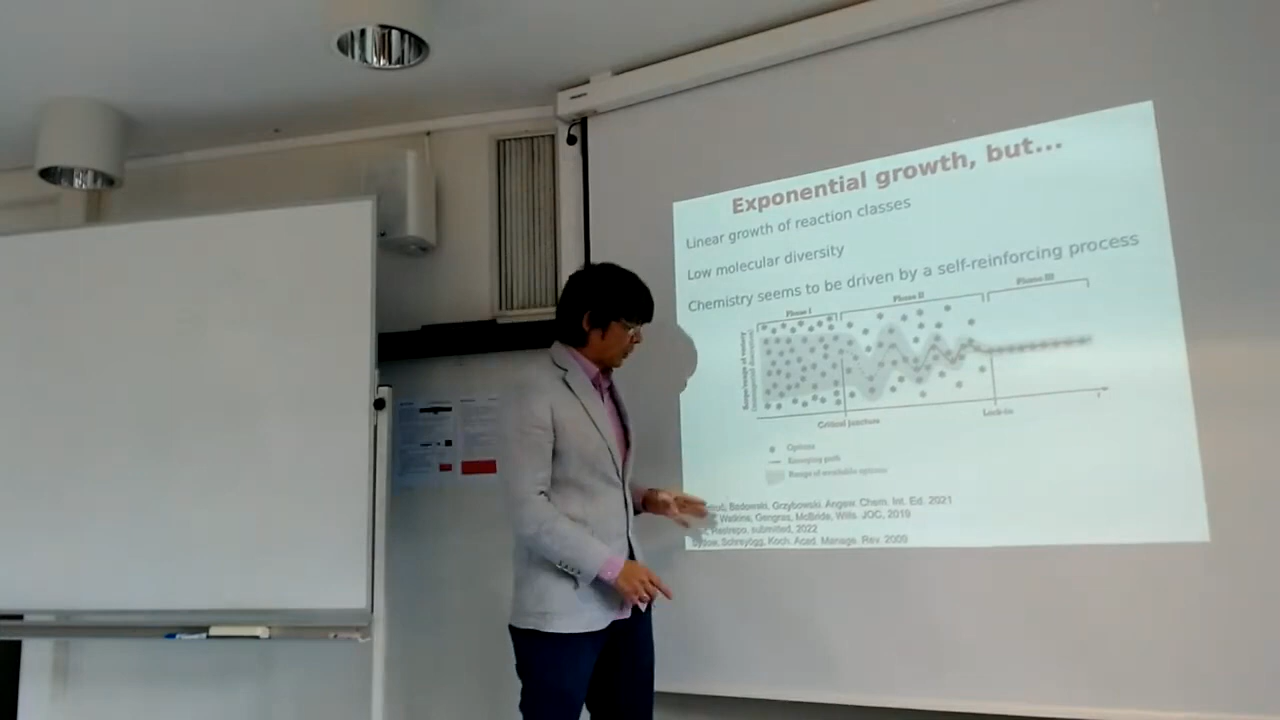 Exponential growth, but...
Linear growth of reaction classes
Low molecular diversity
Chemistry seems to be driven by a self-reinforcing process
Phase I
Phase II
Phase III
Critical juncture
Lock-in
t
Options
Emerging path
Range of available options
Badowski, Grzybowski. Angew. Chem. Int. Ed. 2021
Watkins, Gengras, McBride, Wills. JOC, 2019
Restrepo, submitted, 2022
Sydow, Schreyögg, Koch. Acad. Manage. Rev. 2009